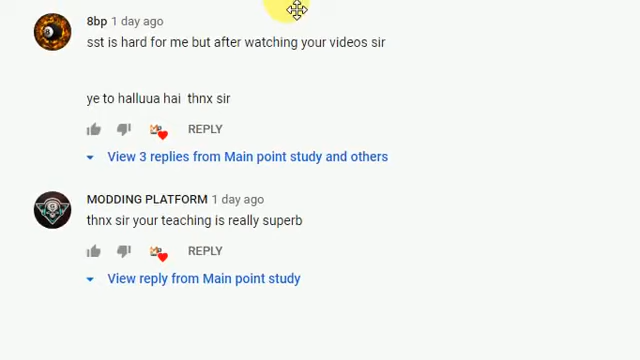 8bp 1 day ago
sst is hard for me but after watching your videos sir
ye to halluua hai thnx sir
REPLY
View 3 replies from Main point study and others
MODDING PLATFORM 1 day ago
thnx sir your teaching is really superb
REPLY
View reply from Main point study